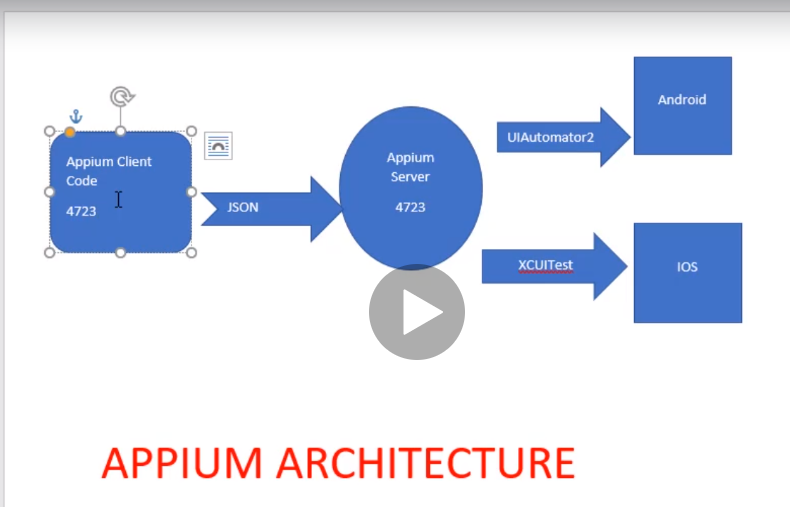 Appium Client
Code
4723
JSON
Appium
Server
4723
UIAutomator2
Android
XCUITest
IOS
APPIUM ARCHITECTURE